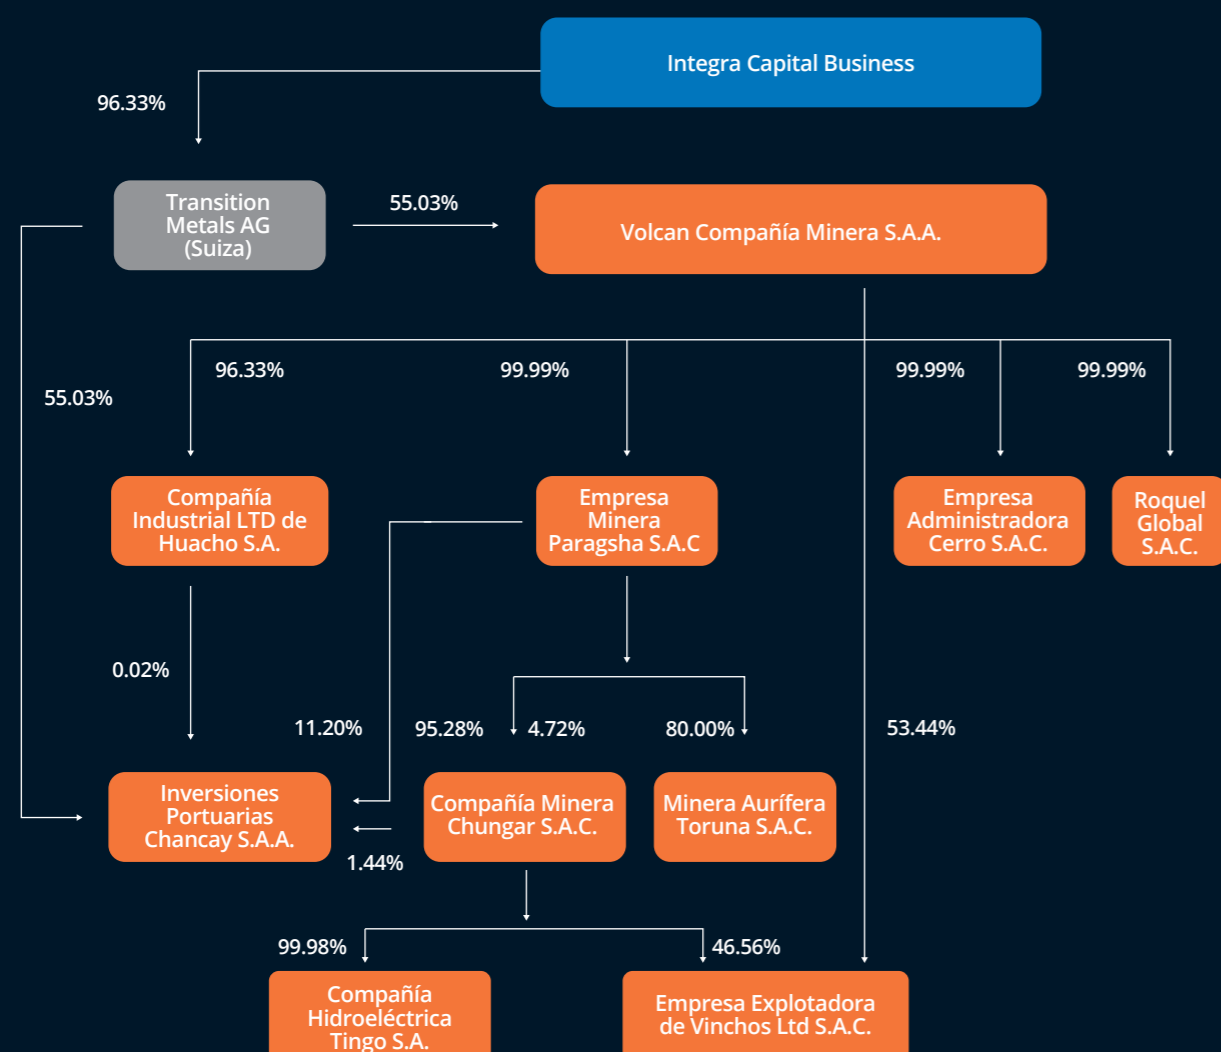 Integra Capital Business
96.33%
Transition
Metals AG
(Suiza)
55.03%
Volcan Compañía Minera S.A.A.
96.33%
99.99%
99.99%
99.99%
55.03%
Compañía
Industrial LTD de
Huacho S.A.
Empresa
Minera
Paragsha S.A.C
Empresa
Administradora
Cerro S.A.C.
Roquel
Global
S.A.C.
0.02%
11.20%
95.28%
4.72%
80.00%
53.44%
Inversiones
Portuarias
Chancay S.A.A.
Compañía Minera
Chungar S.A.C.
Minera Aurífera
Toruna S.A.C.
1.44%
99.98%
46.56%
Compañía
Hidroeléctrica
Tingo S.A.
Empresa Explotadora
de Vinchos Ltd S.A.C.